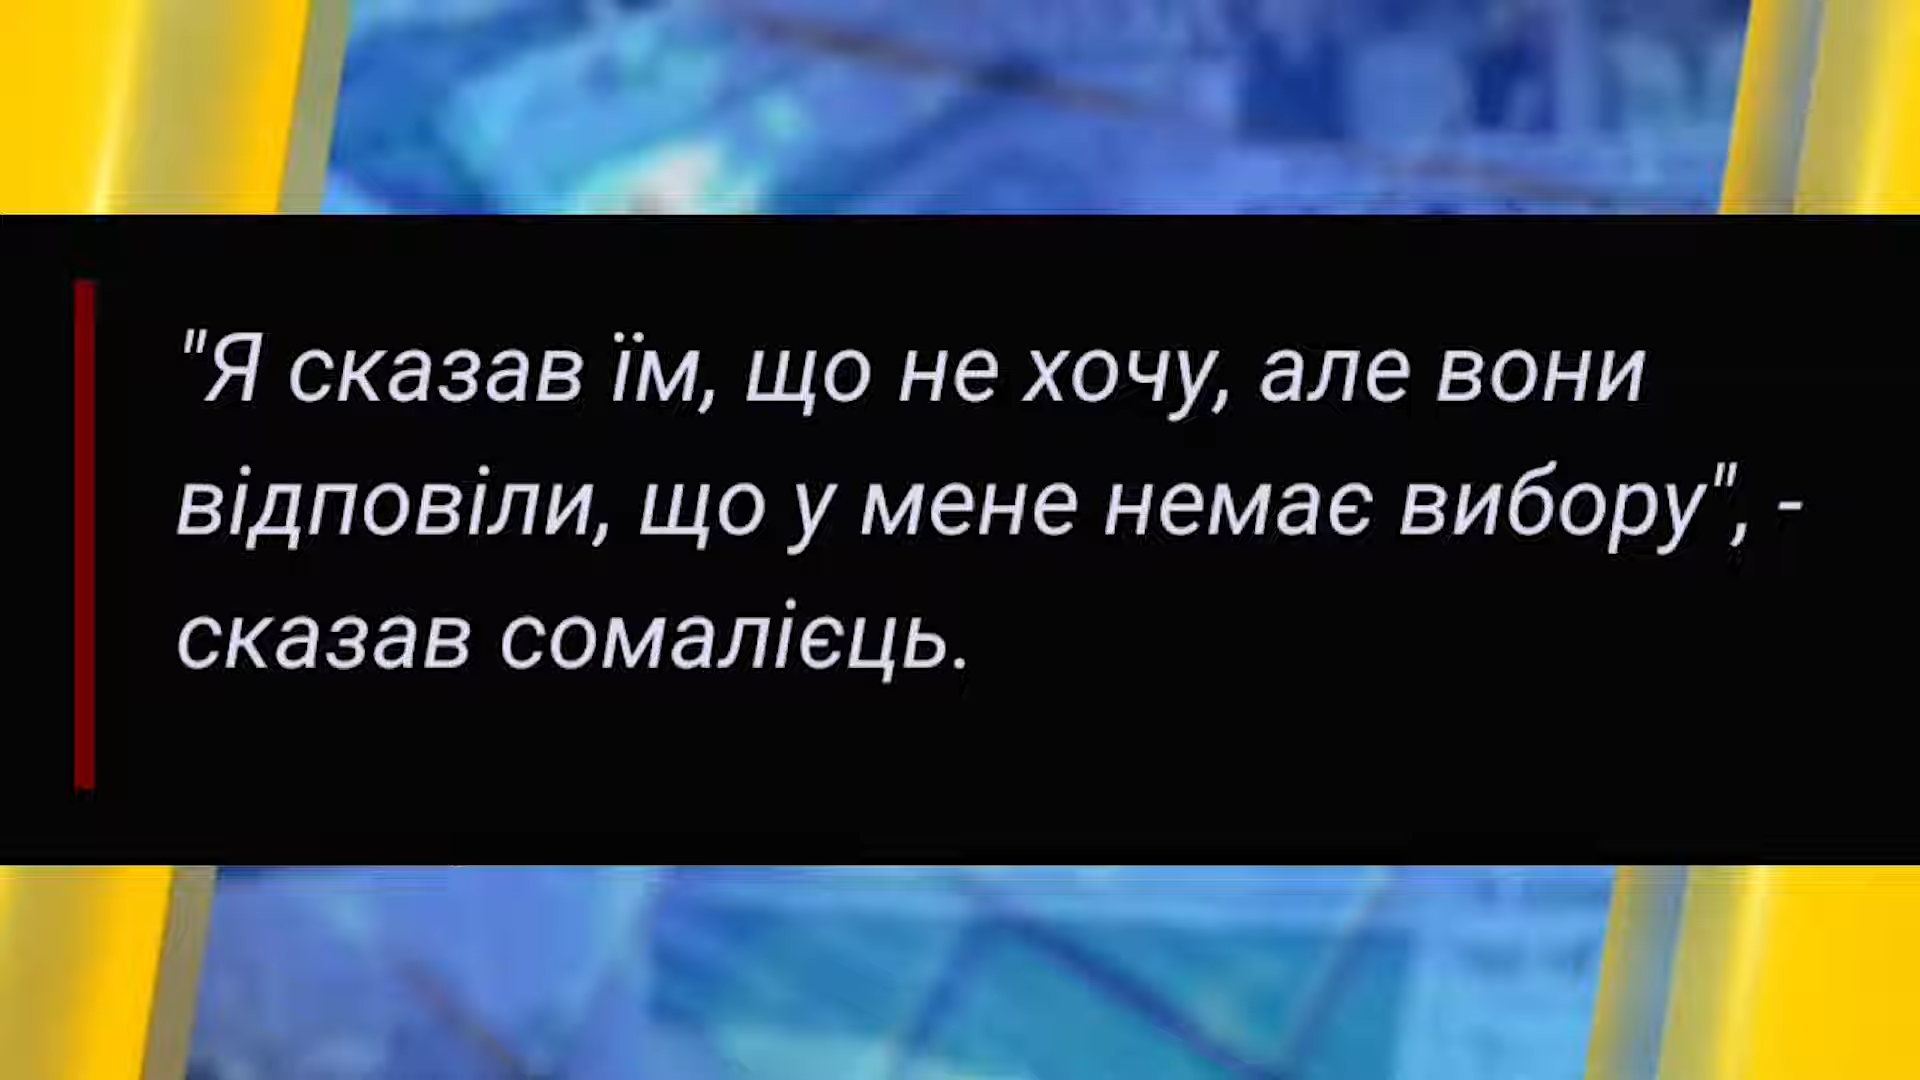 "Я сказав їм, що не хочу, але вони
відповіли, що у мене немає вибору", -
сказав сомалієць.